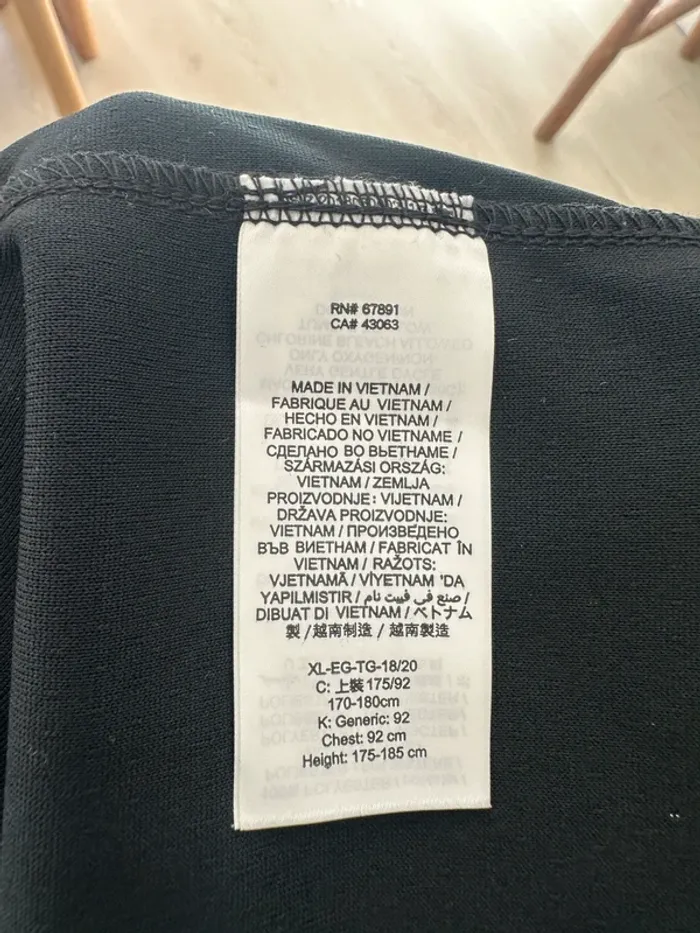 RN# 67891
CA# 43063
MADE IN VIETNAM /
FABRIQUE AU VIETNAM /
HECHO EN VIETNAM /
FABRICADO NO VIETNAME /
СДЕЛАНО ВО ВЬЕТНАМЕ /
SZÁRMAZÁSI ORSZÁG:
VIETNAM / ZEMLJA
PROIZVODNJE: VIJETNAM /
DRŽAVA PROIZVODNJE:
VIETNAM / ПРОИЗВЕДЕНО
ВЪВ ВИЕТНАМ / FABRICAT ÎN
VIETNAM / RAŽOTS:
VJETNAMĀ / VİYETNAM 'DA
YAPILMISTIR / صنع في فييت نام /
DIBUAT DI VIETNAM / ベトナム
製 / 越南制造 / 越南製造
XL-EG-TG-18/20
C: 上裝 175/92
170-180cm
K: Generic: 92
Chest: 92 cm
Height: 175-185 cm